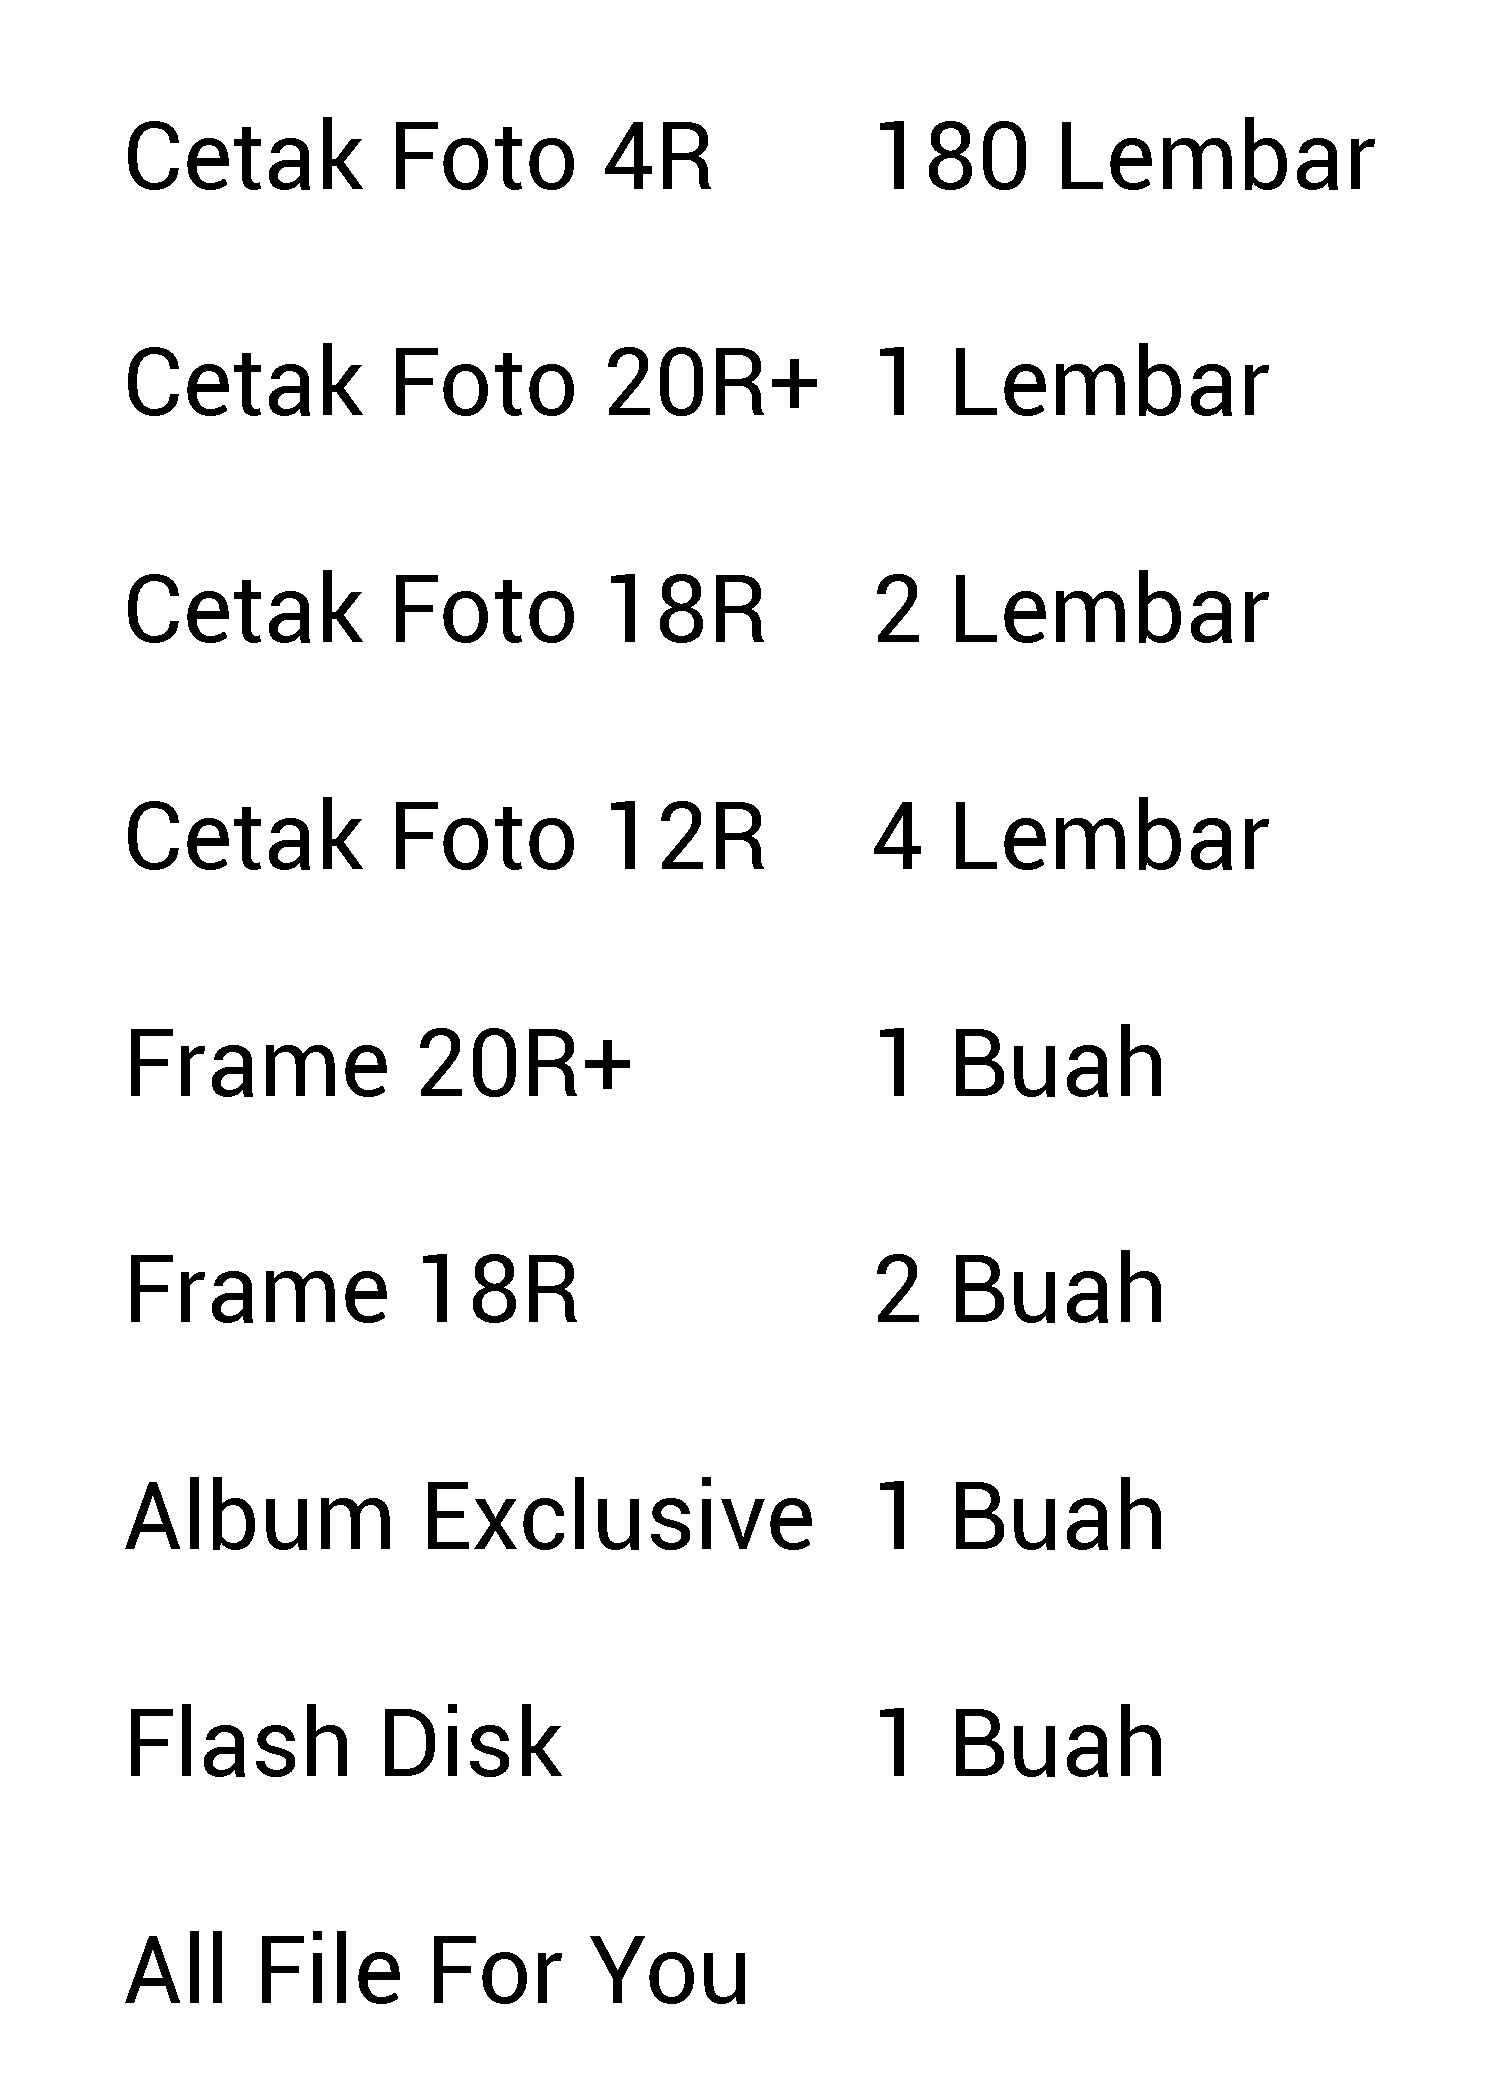 Cetak Foto 4R 180 Lembar
Cetak Foto 20R+ 1 Lembar
Cetak Foto 18R 2 Lembar
Cetak Foto 12R 4 Lembar
Frame 20R+ 1 Buah
Frame 18R 2 Buah
Album Exclusive 1 Buah
Flash Disk 1 Buah
All File For You